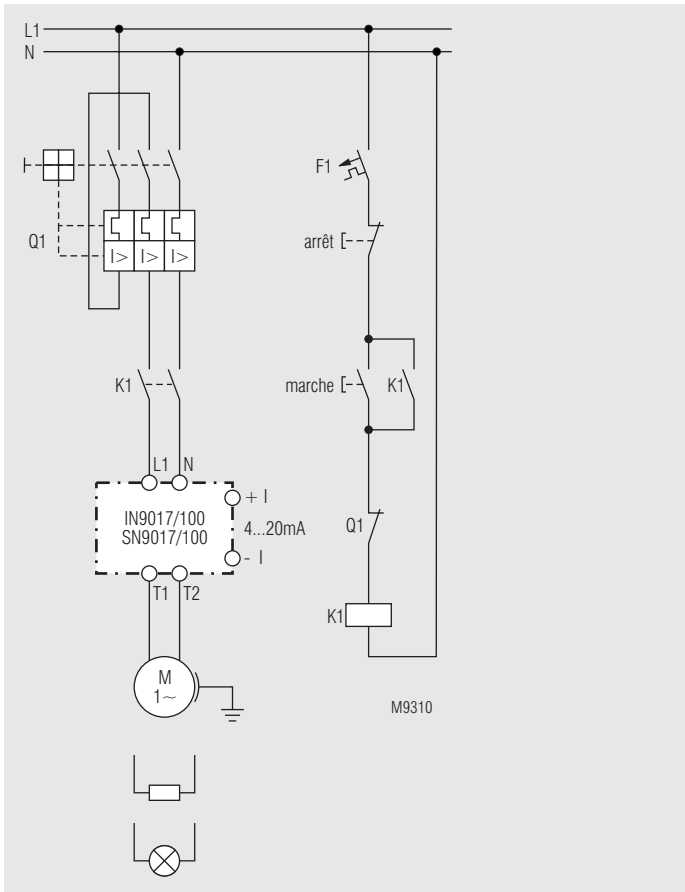 L1
N
F1
Q1
I> I> I>
arrêt
K1
marche
K1
L1 N
IN9017/100
SN9017/100
+ I
4...20mA
- I
Q1
T1 T2
K1
M
1~
M9310